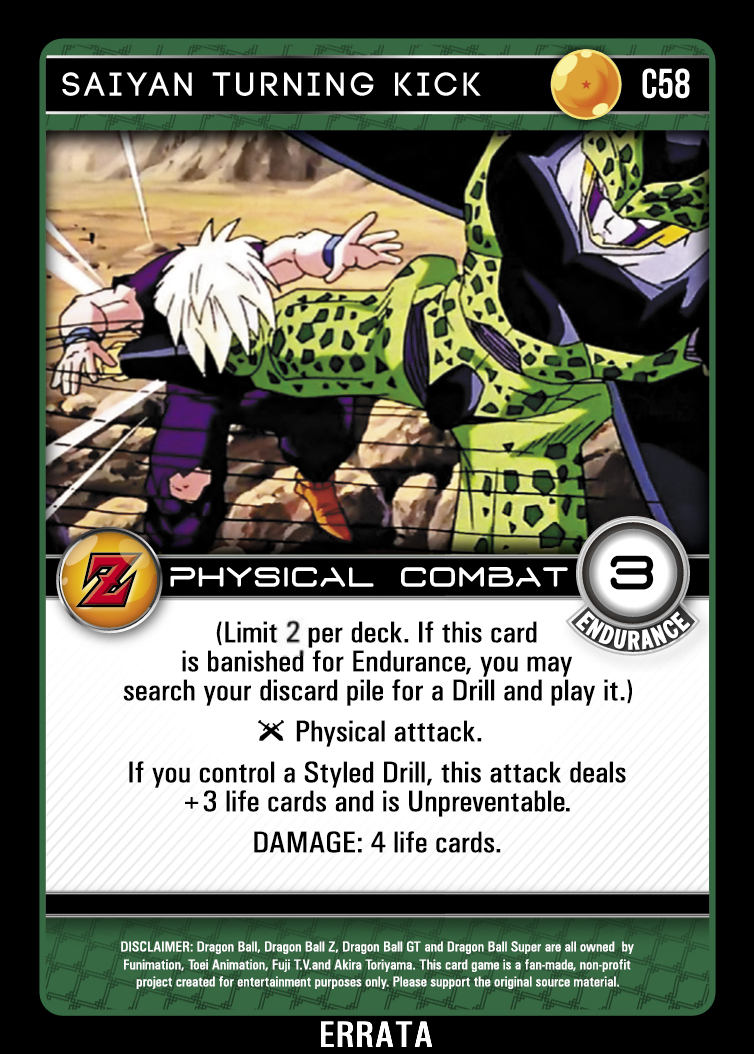 SAIYAN TURNING KICK C58
Z PHYSICAL COMBAT 3
ENDURANCE
(Limit 2 per deck. If this card
is banished for Endurance, you may
search your discard pile for a Drill and play it.)
Physical atttack.
If you control a Styled Drill, this attack deals
+3 life cards and is Unpreventable.
DAMAGE: 4 life cards.
DISCLAIMER: Dragon Ball, Dragon Ball Z, Dragon Ball GT and Dragon Ball Super are all owned by
Funimation, Toei Animation, Fuji T.V.and Akira Toriyama. This card game is a fan-made, non-profit
project created for entertainment purposes only. Please support the original source material.
ERRATA